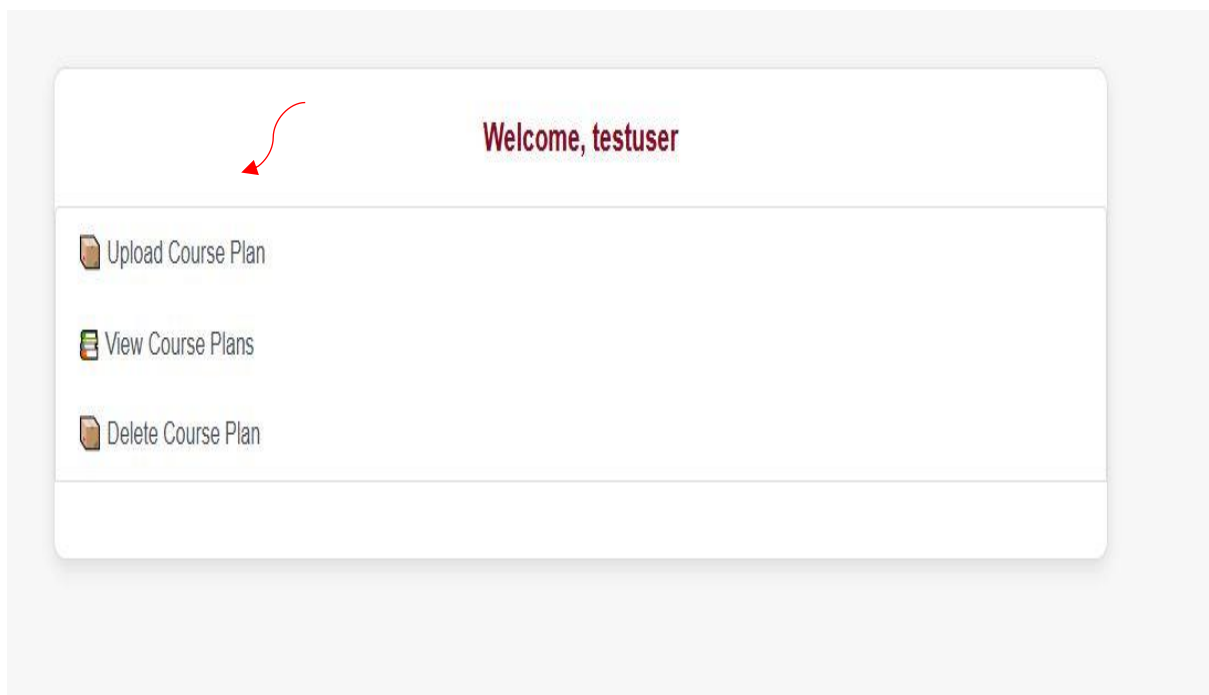 Welcome, testuser
Upload Course Plan
View Course Plans
Delete Course Plan